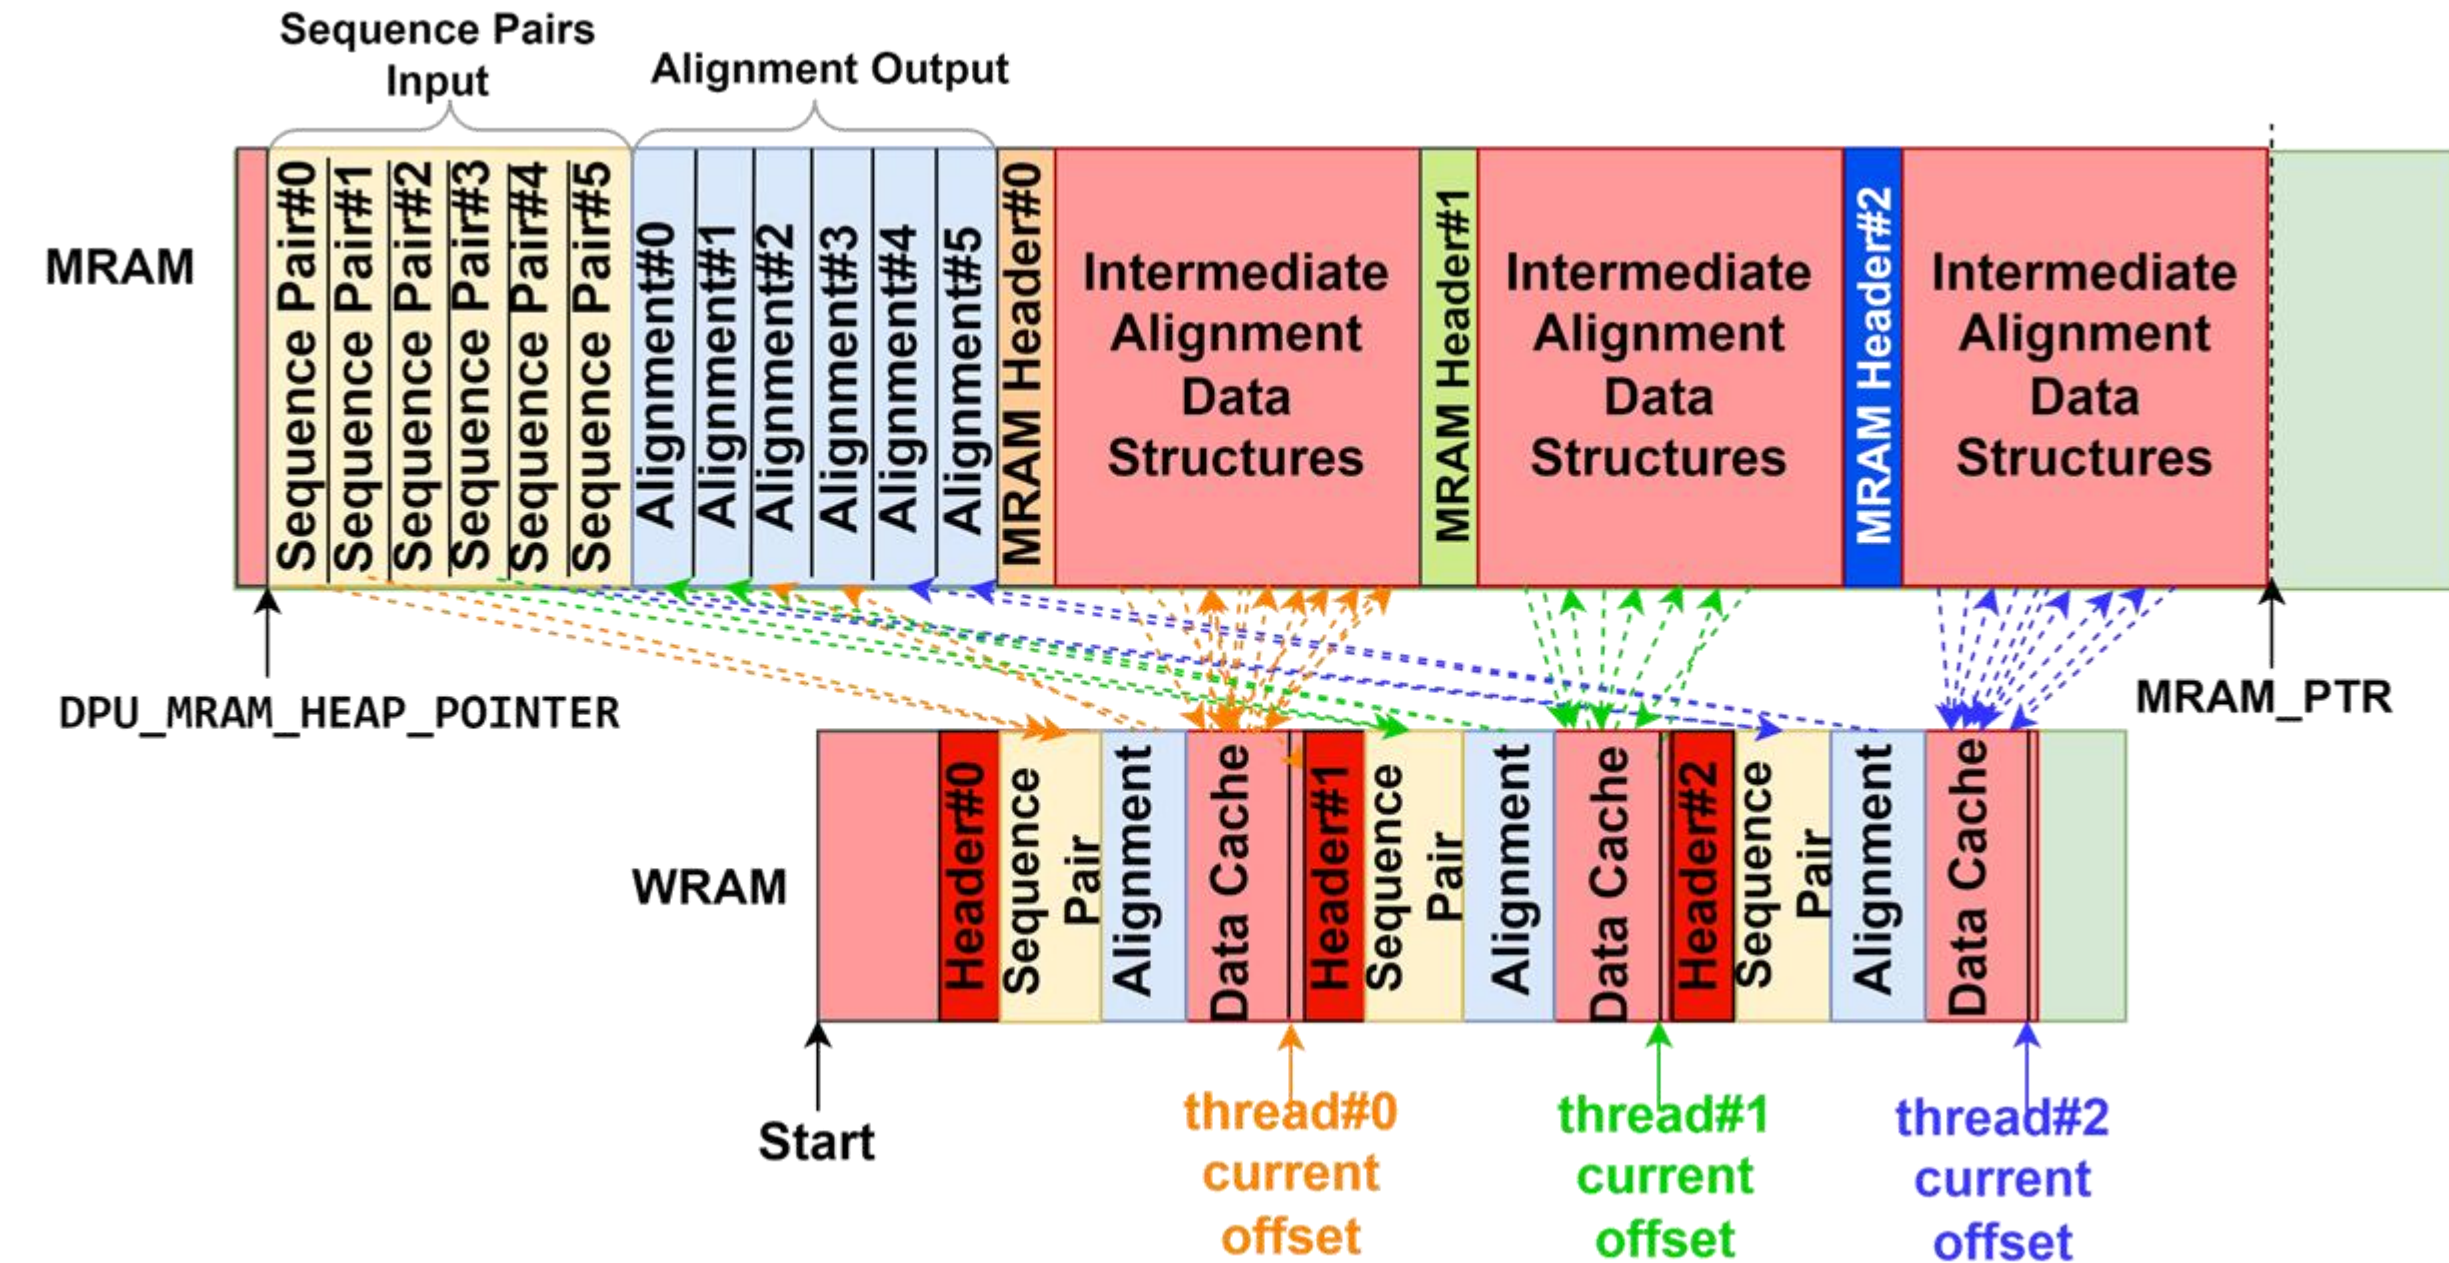 Sequence Pairs
Input
Alignment Output
MRAM
Sequence Pair#0
Sequence Pair#1
Sequence Pair#2
Sequence Pair#3
Sequence Pair#4
Sequence Pair#5
Alignment#0
Alignment#1
Alignment#2
Alignment#3
Alignment#4
Alignment#5
MRAM Header#0
Intermediate
Alignment
Data
Structures
MRAM Header#1
Intermediate
Alignment
Data
Structures
MRAM Header#2
Intermediate
Alignment
Data
Structures
DPU_MRAM_HEAP_POINTER
MRAM_PTR
WRAM
Header#0
Sequence
Pair
Alignment
Data Cache
Header#1
Sequence
Pair
Alignment
Data Cache
Header#2
Sequence
Pair
Alignment
Data Cache
Start
thread#0
current
offset
thread#1
current
offset
thread#2
current
offset